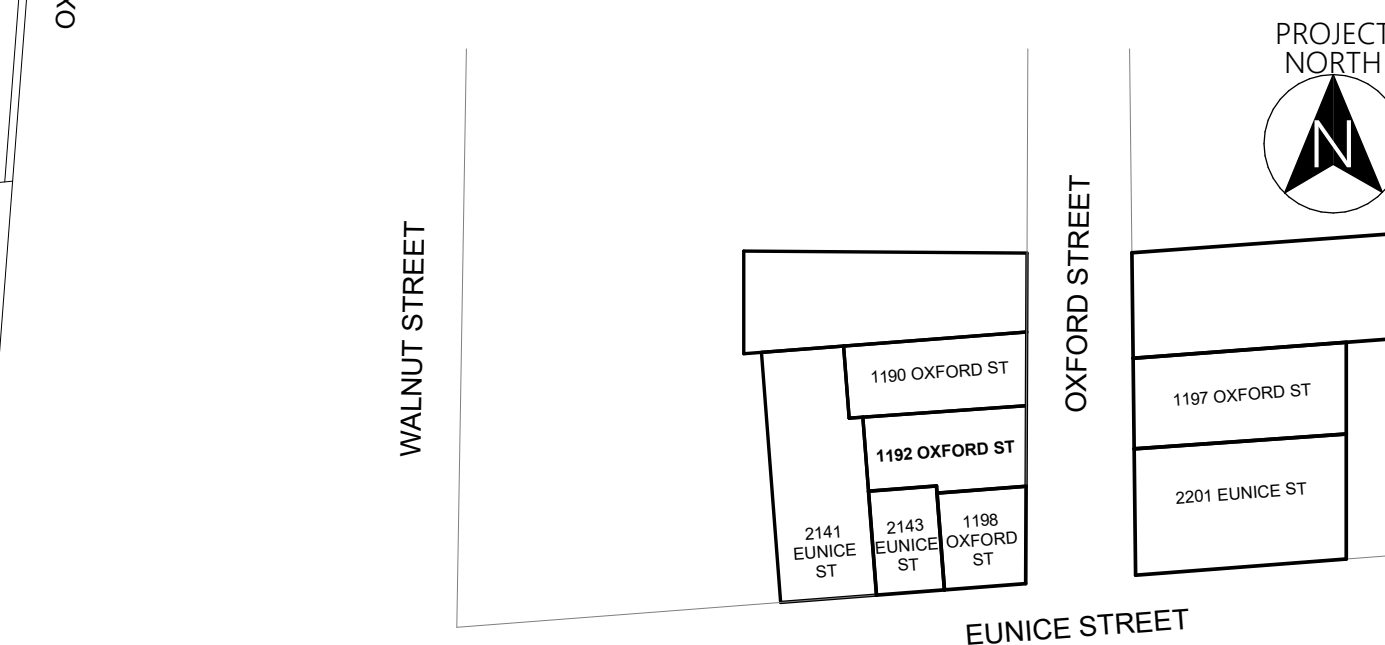 PROJECT
NORTH
N
WALNUT STREET
OXFORD STREET
1190 OXFORD ST
1192 OXFORD ST
1197 OXFORD ST
2201 EUNICE ST
2141
EUNICE
ST
2143
EUNICE
ST
1198
OXFORD
ST
EUNICE STREET